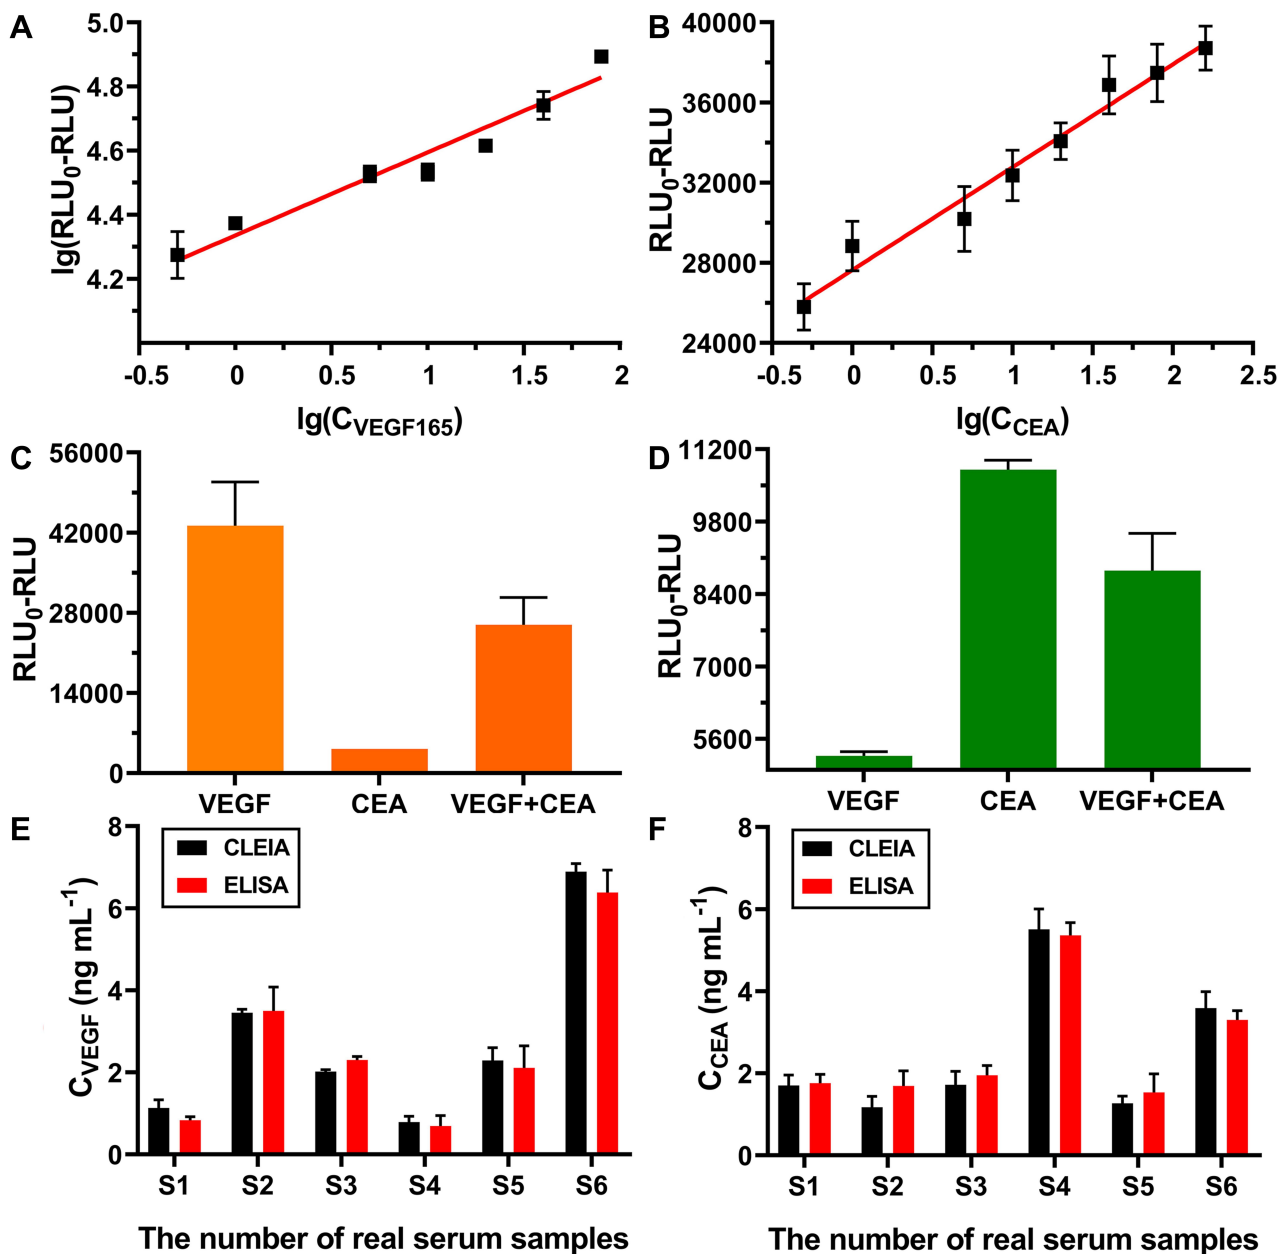 A
5.0
4.8
4.6
4.4
4.2
lg(RLU0-RLU)
-0.5 0 0.5 1 1.5 2
lg(CVEGF165)
B
40000
36000
32000
28000
24000
RLU0-RLU
-0.5 0 0.5 1 1.5 2 2.5
lg(CCEA)
C
56000
42000
28000
14000
0
RLU0-RLU
VEGF CEA VEGF+CEA
D
11200
9800
8400
7000
5600
RLU0-RLU
VEGF CEA VEGF+CEA
E
8
6
4
2
0
CVEGF (ng mL-1)
CLEIA
ELISA
S1 S2 S3 S4 S5 S6
The number of real serum samples
F
8
6
4
2
0
CCEA (ng mL-1)
CLEIA
ELISA
S1 S2 S3 S4 S5 S6
The number of real serum samples